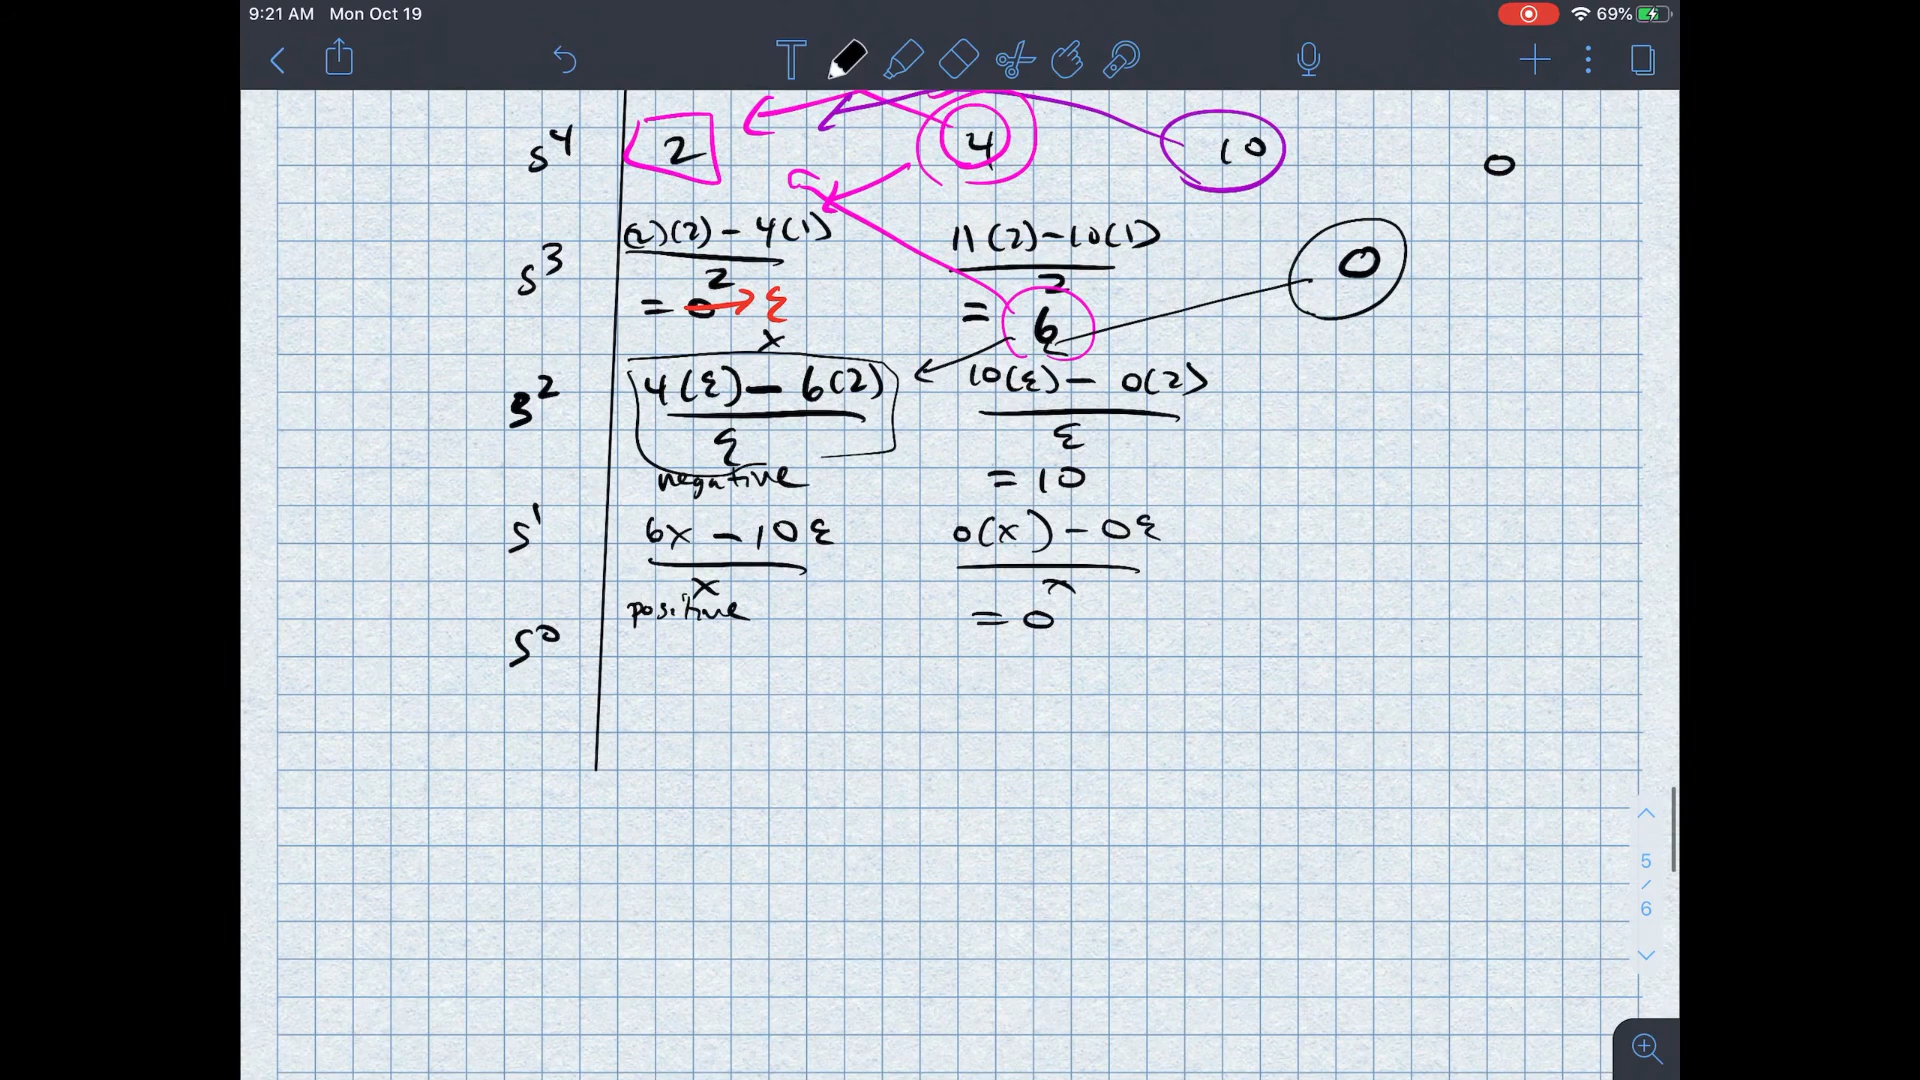 9:21 AM Mon Oct 19
69%
T
s⁴ 2 4 10 0
s³ (2)(2) - 4(1) / 2 11(2) - 10(1) / 2 0
= 0 → ε = 6
x
s² 4(ε) - 6(2) / ε 10(ε) - 0(2) / ε
negative = 10
s¹ 6x - 10ε / x 0(x) - 0ε / x
positive = 0
s⁰
5
/
6